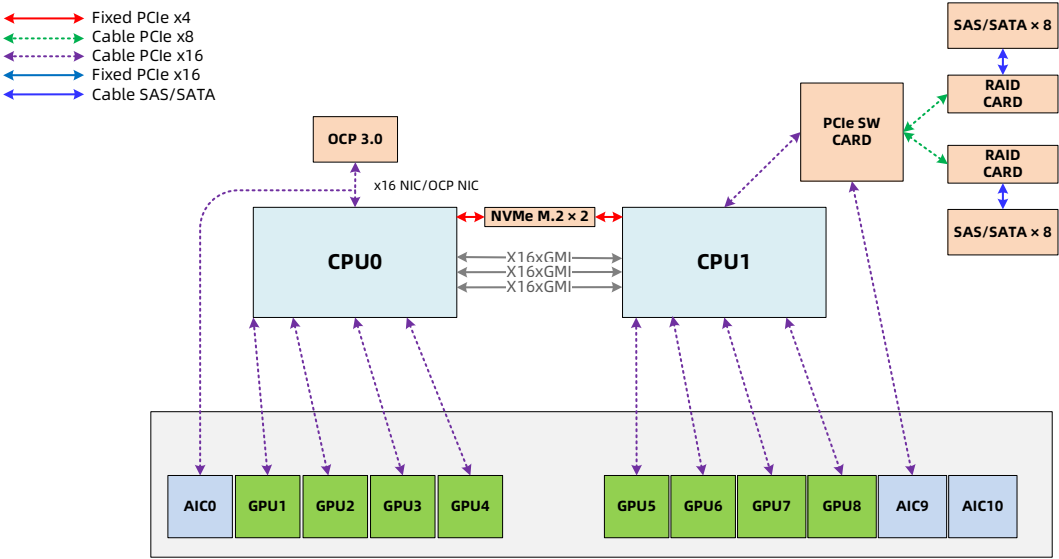 Fixed PCIe x4
Cable PCIe x8
Cable PCIe x16
Fixed PCIe x16
Cable SAS/SATA
SAS/SATA × 8
RAID
CARD
PCIe SW
CARD
RAID
CARD
SAS/SATA × 8
OCP 3.0
x16 NIC/OCP NIC
NVMe M.2 × 2
CPU0
CPU1
X16xGMI
X16xGMI
X16xGMI
AIC0
GPU1
GPU2
GPU3
GPU4
GPU5
GPU6
GPU7
GPU8
AIC9
AIC10